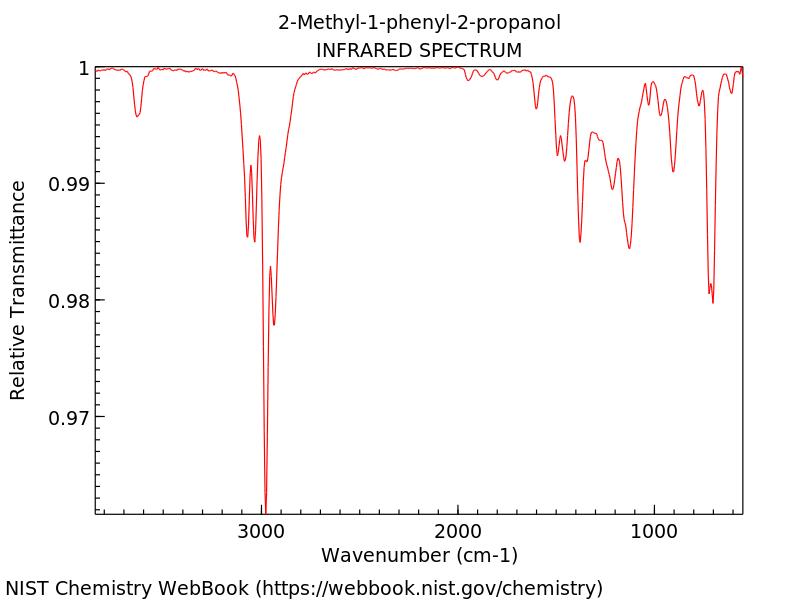 2-Methyl-1-phenyl-2-propanol
INFRARED SPECTRUM
1
0.99
0.98
0.97
Relative Transmittance
3000 2000 1000
Wavenumber (cm-1)
NIST Chemistry WebBook (https://webbook.nist.gov/chemistry)